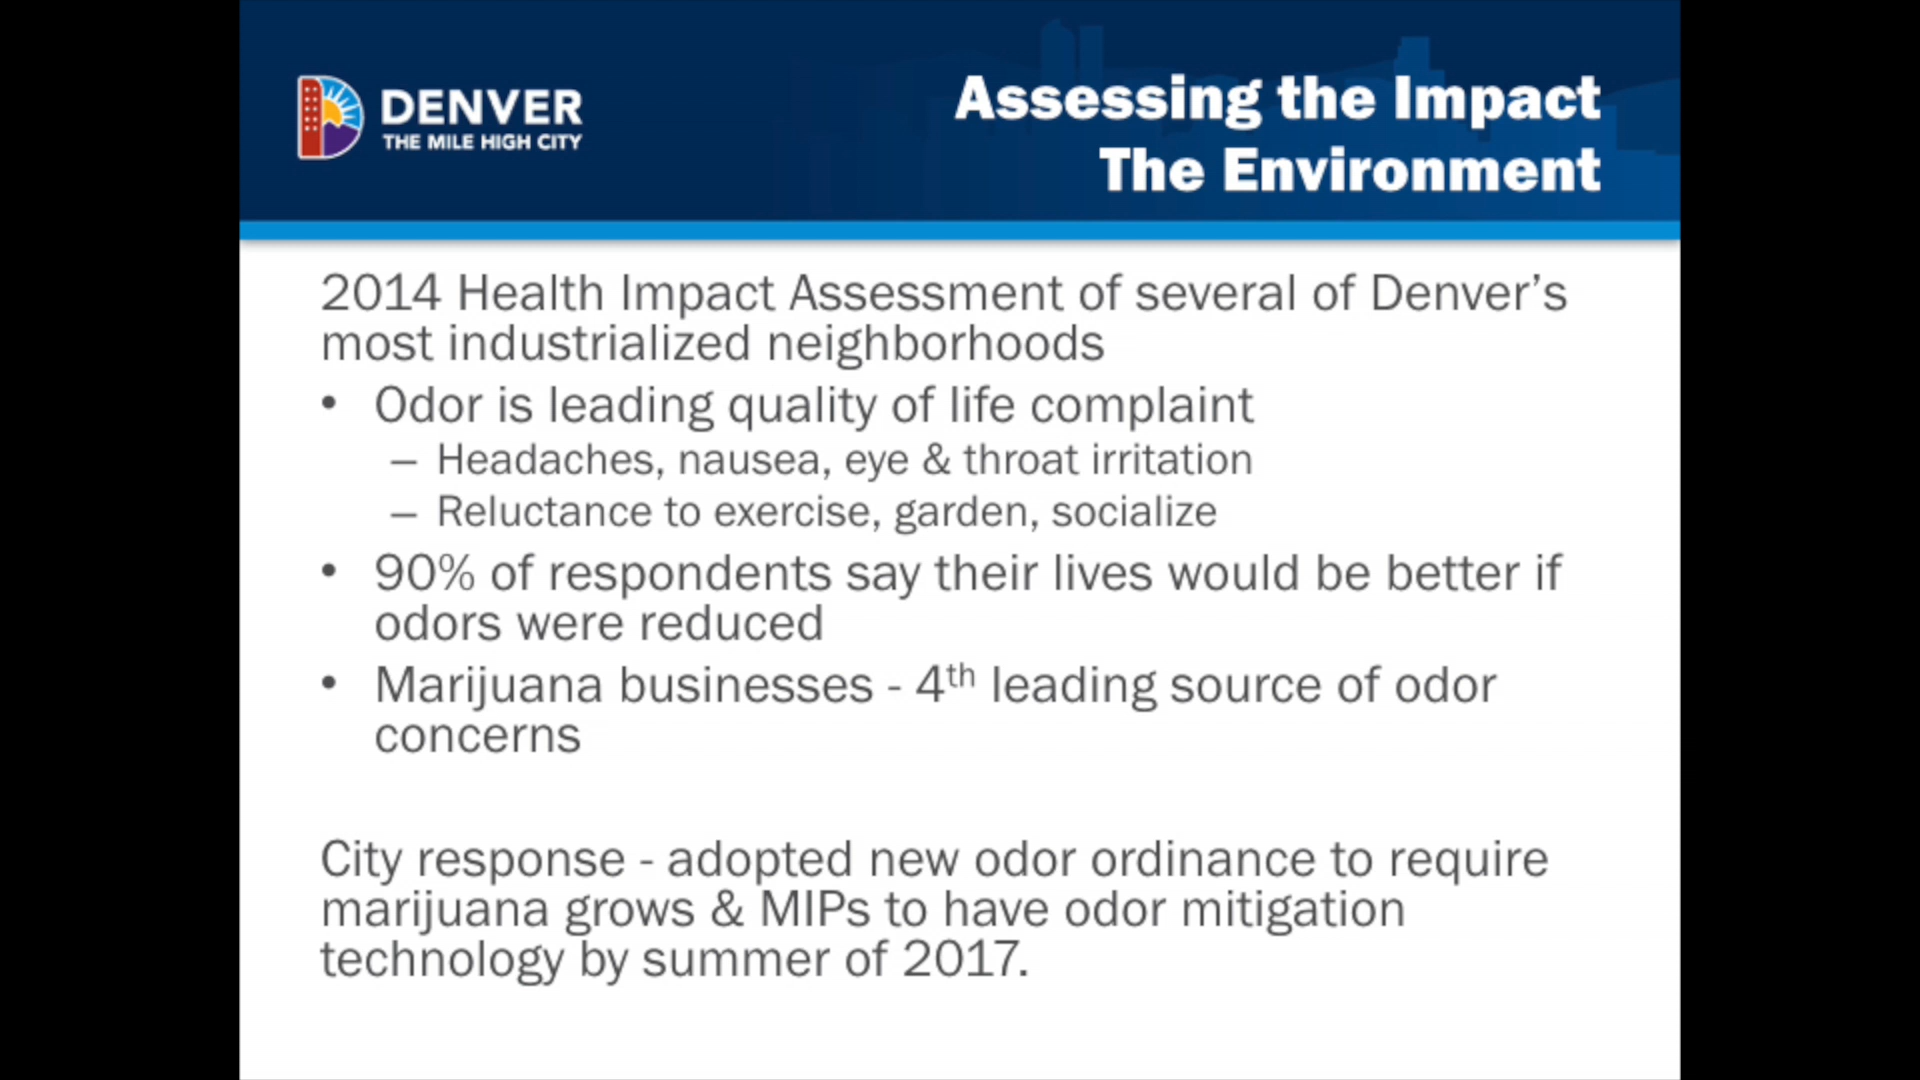 DENVER
THE MILE HIGH CITY
Assessing the Impact
The Environment
2014 Health Impact Assessment of several of Denver’s
most industrialized neighborhoods
• Odor is leading quality of life complaint
– Headaches, nausea, eye & throat irritation
– Reluctance to exercise, garden, socialize
• 90% of respondents say their lives would be better if
odors were reduced
• Marijuana businesses - 4th leading source of odor
concerns
City response - adopted new odor ordinance to require
marijuana grows & MIPs to have odor mitigation
technology by summer of 2017.